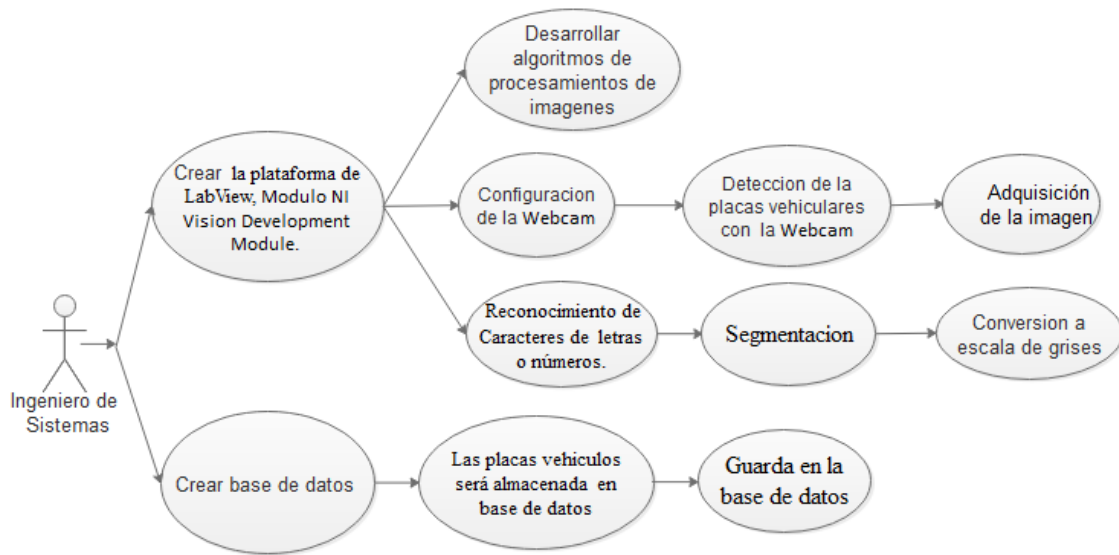 Desarrollar
algoritmos de
procesamientos de
imagenes
Crear la plataforma de
LabView, Modulo NI
Vision Development
Module.
Configuracion
de la Webcam
Deteccion de la
placas vehiculares
con la Webcam
Adquisición
de la imagen
Reconocimiento de
Caracteres de letras
o números.
Segmentacion
Conversion a
escala de grises
Ingeniero de
Sistemas
Crear base de datos
Las placas vehiculos
será almacenada en
base de datos
Guarda en la
base de datos